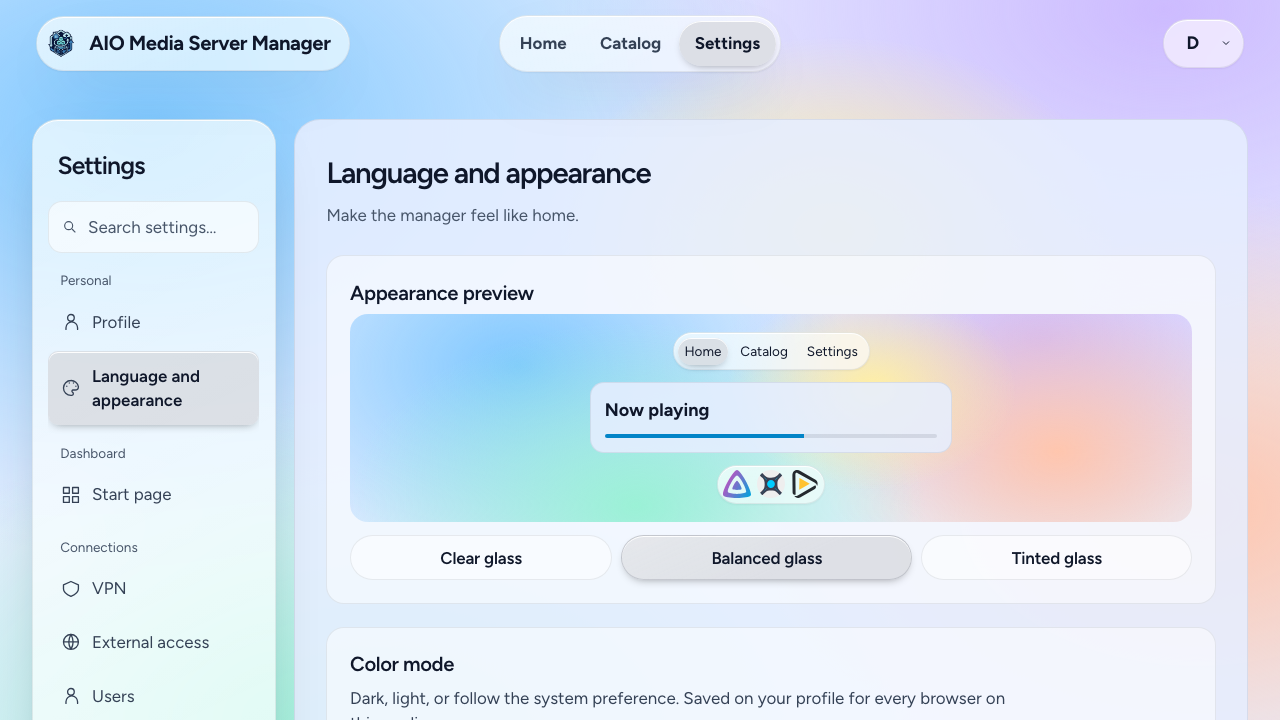 AIO Media Server Manager
Home
Catalog
Settings
D
Settings
Search settings...
Personal
Profile
Language and
appearance
Dashboard
Start page
Connections
VPN
External access
Users
Language and appearance
Make the manager feel like home.
Appearance preview
Home
Catalog
Settings
Now playing
Clear glass
Balanced glass
Tinted glass
Color mode
Dark, light, or follow the system preference. Saved on your profile for every browser on